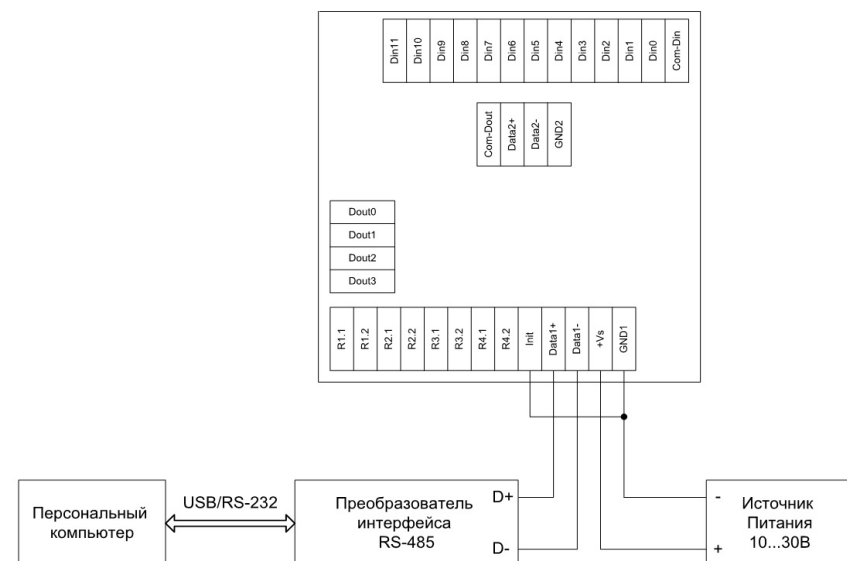 Din11
Din10
Din9
Din8
Din7
Din6
Din5
Din4
Din3
Din2
Din1
Din0
Com-Din
Com-Dout
Data2+
Data2-
GND2
Dout0
Dout1
Dout2
Dout3
R1.1
R1.2
R2.1
R2.2
R3.1
R3.2
R4.1
R4.2
Init
Data1+
Data1-
+Vs
GND1
Персональный
компьютер
USB/RS-232
Преобразователь
интерфейса
RS-485
D+
D-
-
+
Источник
Питания
10...30В